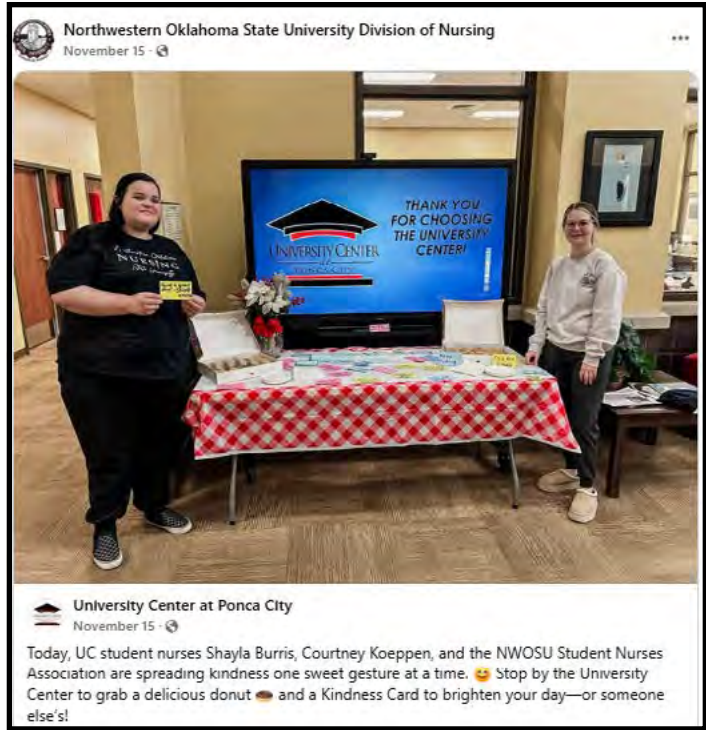 Northwestern Oklahoma State University Division of Nursing
November 15 ·
THANK YOU
FOR CHOOSING
THE UNIVERSITY
CENTER!
UNIVERSITY CENTER
at
PONCA CITY
NURSING
University Center at Ponca City
November 15 ·
Today, UC student nurses Shayla Burris, Courtney Koeppen, and the NWOSU Student Nurses
Association are spreading kindness one sweet gesture at a time. 😊 Stop by the University
Center to grab a delicious donut 🍩 and a Kindness Card to brighten your day—or someone
else's!